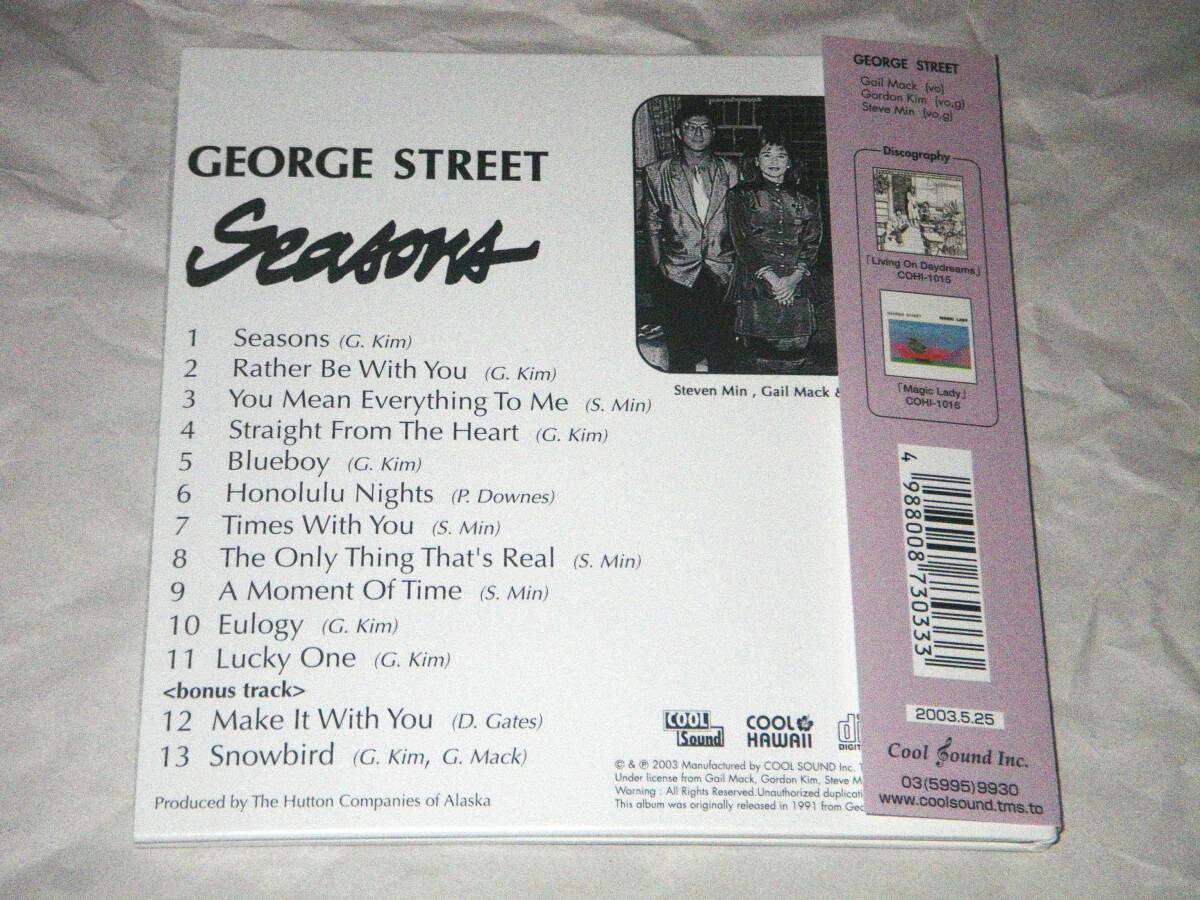 GEORGE STREET
Seasons
1 Seasons (G. Kim)
2 Rather Be With You (G. Kim)
3 You Mean Everything To Me (S. Min)
4 Straight From The Heart (G. Kim)
5 Blueboy (G. Kim)
6 Honolulu Nights (P. Downes)
7 Times With You (S. Min)
8 The Only Thing That's Real (S. Min)
9 A Moment Of Time (S. Min)
10 Eulogy (G. Kim)
11 Lucky One (G. Kim)
<bonus track>
12 Make It With You (D. Gates)
13 Snowbird (G. Kim, G. Mack)
Produced by The Hutton Companies of Alaska
Steven Min , Gail Mack &
COOL
Sound
COOL
HAWAII
© & ℗ 2003 Manufactured by COOL SOUND Inc.
Under license from Gail Mack, Gordon Kim, Steve M
Warning : All Rights Reserved.Unauthorized duplicati
This album was originally released in 1991 from Geo
GEORGE STREET
Gail Mack (vo)
Gordon Kim (vo,g)
Steve Min (vo,g)
Discography
「Living On Daydreams」
COHI-1015
GEORGE STREET MAGIC LADY
「Magic Lady」
COHI-1016
4 988008 730333
2003.5.25
Cool Sound Inc.
03(5995)9930
www.coolsound.tms.to